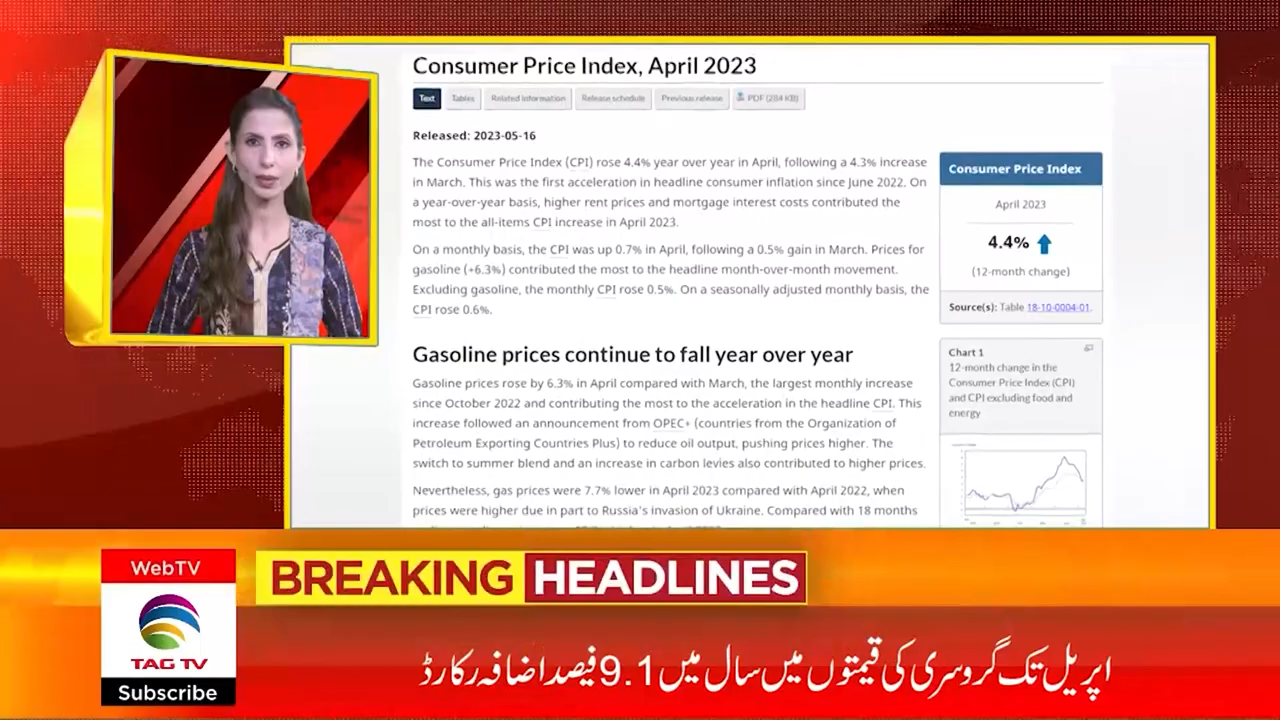 Consumer Price Index, April 2023
Text
Tables
Related information
Release schedule
Previous release
PDF (284 KB)
Released: 2023-05-16
The Consumer Price Index (CPI) rose 4.4% year over year in April, following a 4.3% increase
in March. This was the first acceleration in headline consumer inflation since June 2022. On
a year-over-year basis, higher rent prices and mortgage interest costs contributed the
most to the all-items CPI increase in April 2023.
On a monthly basis, the CPI was up 0.7% in April, following a 0.5% gain in March. Prices for
gasoline (+6.3%) contributed the most to the headline month-over-month movement.
Excluding gasoline, the monthly CPI rose 0.5%. On a seasonally adjusted monthly basis, the
CPI rose 0.6%.
Gasoline prices continue to fall year over year
Gasoline prices rose by 6.3% in April compared with March, the largest monthly increase
since October 2022 and contributing the most to the acceleration in the headline CPI. This
increase followed an announcement from OPEC+ (countries from the Organization of
Petroleum Exporting Countries Plus) to reduce oil output, pushing prices higher. The
switch to summer blend and an increase in carbon levies also contributed to higher prices.
Nevertheless, gas prices were 7.7% lower in April 2023 compared with April 2022, when
prices were higher due in part to Russia's invasion of Ukraine. Compared with 18 months
Consumer Price Index
April 2023
4.4%
(12-month change)
Source(s): Table 18-10-0004-01.
Chart 1
12-month change in the
Consumer Price Index (CPI)
and CPI excluding food and
energy
WebTV
TAG TV
Subscribe
BREAKING HEADLINES
اپریل تک گروسری کی قیمتوں میں سال میں 9.1 فیصد اضافہ رکارڈ